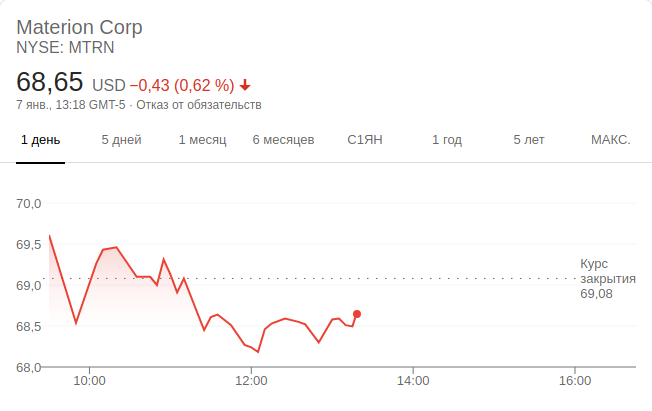 Materion Corp
NYSE: MTRN
68,65 USD −0,43 (0,62 %)
7 янв., 13:18 GMT-5 · Отказ от обязательств
1 день 5 дней 1 месяц 6 месяцев С1ЯН 1 год 5 лет МАКС.
70,0
69,5
69,0
68,5
68,0
Курс
закрытия
69,08
10:00 12:00 14:00 16:00